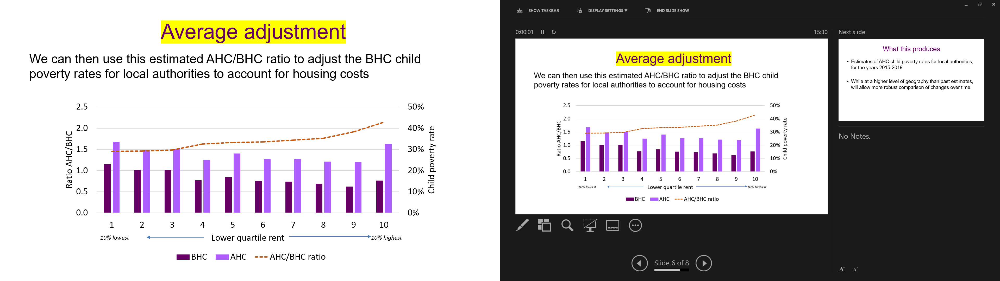 Average adjustment
We can then use this estimated AHC/BHC ratio to adjust the BHC child
poverty rates for local authorities to account for housing costs
2.5
2.0
1.5
1.0
0.5
0.0
Ratio AHC/BHC
50%
40%
30%
20%
10%
0%
Child poverty rate
1 2 3 4 5 6 7 8 9 10
10% lowest Lower quartile rent 10% highest
BHC AHC AHC/BHC ratio
SHOW TASKBAR DISPLAY SETTINGS ▼ END SLIDE SHOW
0:00:01 15:30
Average adjustment
We can then use this estimated AHC/BHC ratio to adjust the BHC child
poverty rates for local authorities to account for housing costs
2.5
2.0
1.5
1.0
0.5
0.0
Ratio AHC/BHC
50%
40%
30%
20%
10%
0%
Child poverty rate
1 2 3 4 5 6 7 8 9 10
10% lowest Lower quartile rent 10% highest
BHC AHC AHC/BHC ratio
Slide 6 of 8
Next slide
What this produces
• Estimates of AHC child poverty rates for local authorities,
for the years 2015-2019
• While at a higher level of geography than past estimates,
will allow more robust comparison of changes over time.
No Notes.
A A